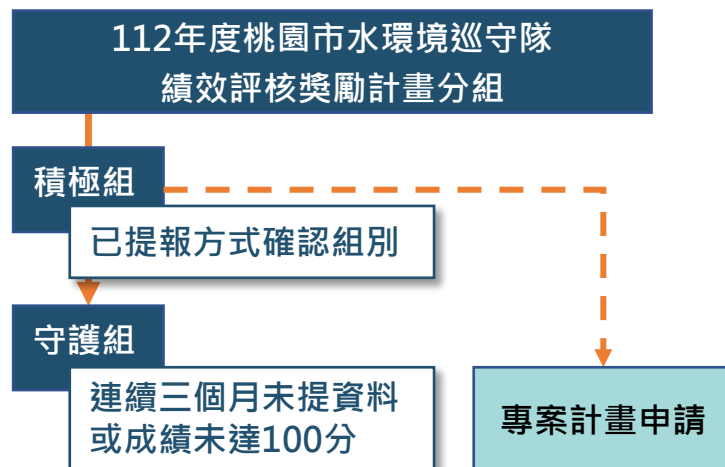 112年度桃園市水環境巡守隊
績效評核獎勵計畫分組
積極組
已提報方式確認組別
守護組
連續三個月未提資料
或成績未達100分
專案計畫申請